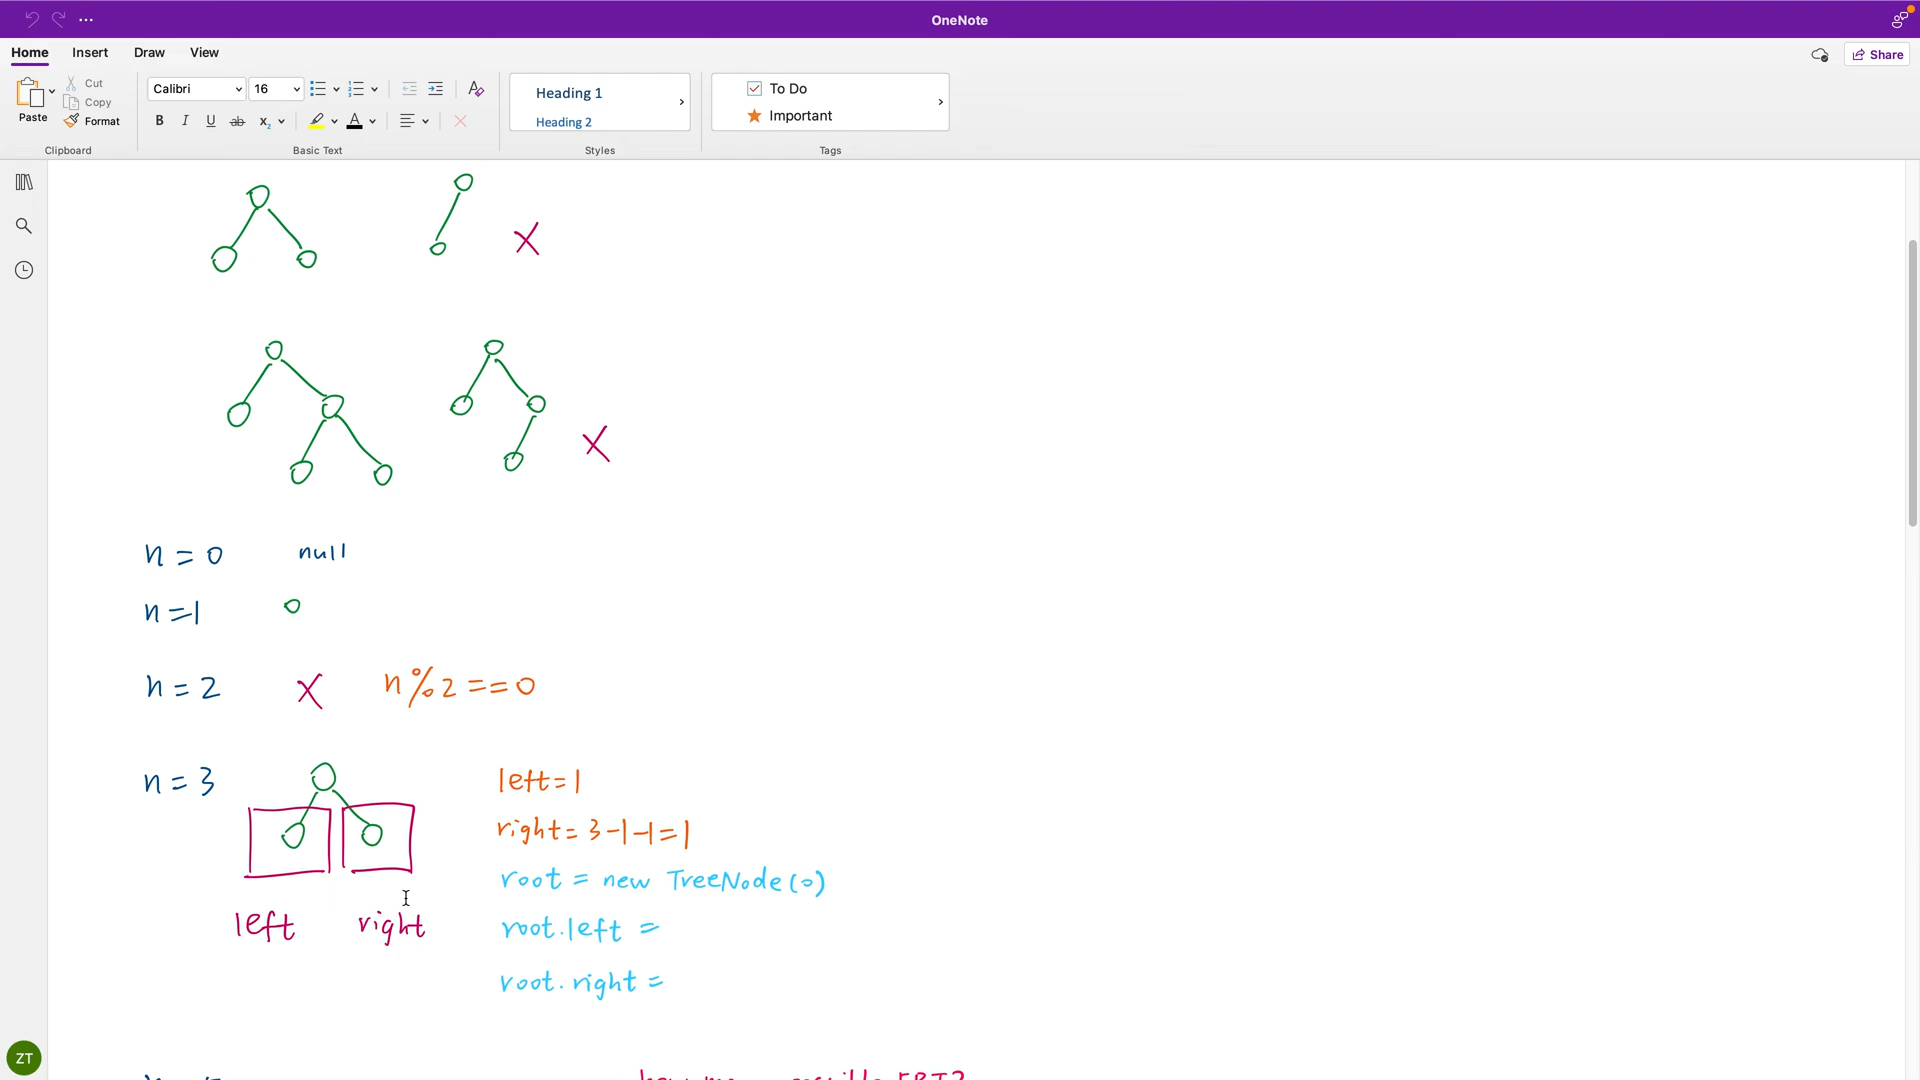 OneNote
Home Insert Draw View
Share
Paste
Cut
Copy
Format
Calibri 16
B I U ab x₂ A
Heading 1
Heading 2
To Do
Important
Clipboard Basic Text Styles Tags
X
X
n = 0 null
n = 1
n = 2 X n % 2 == 0
n = 3
left = 1
right = 3 - 1 - 1 = 1
root = new TreeNode(0)
left right
root.left =
root.right =
ZT